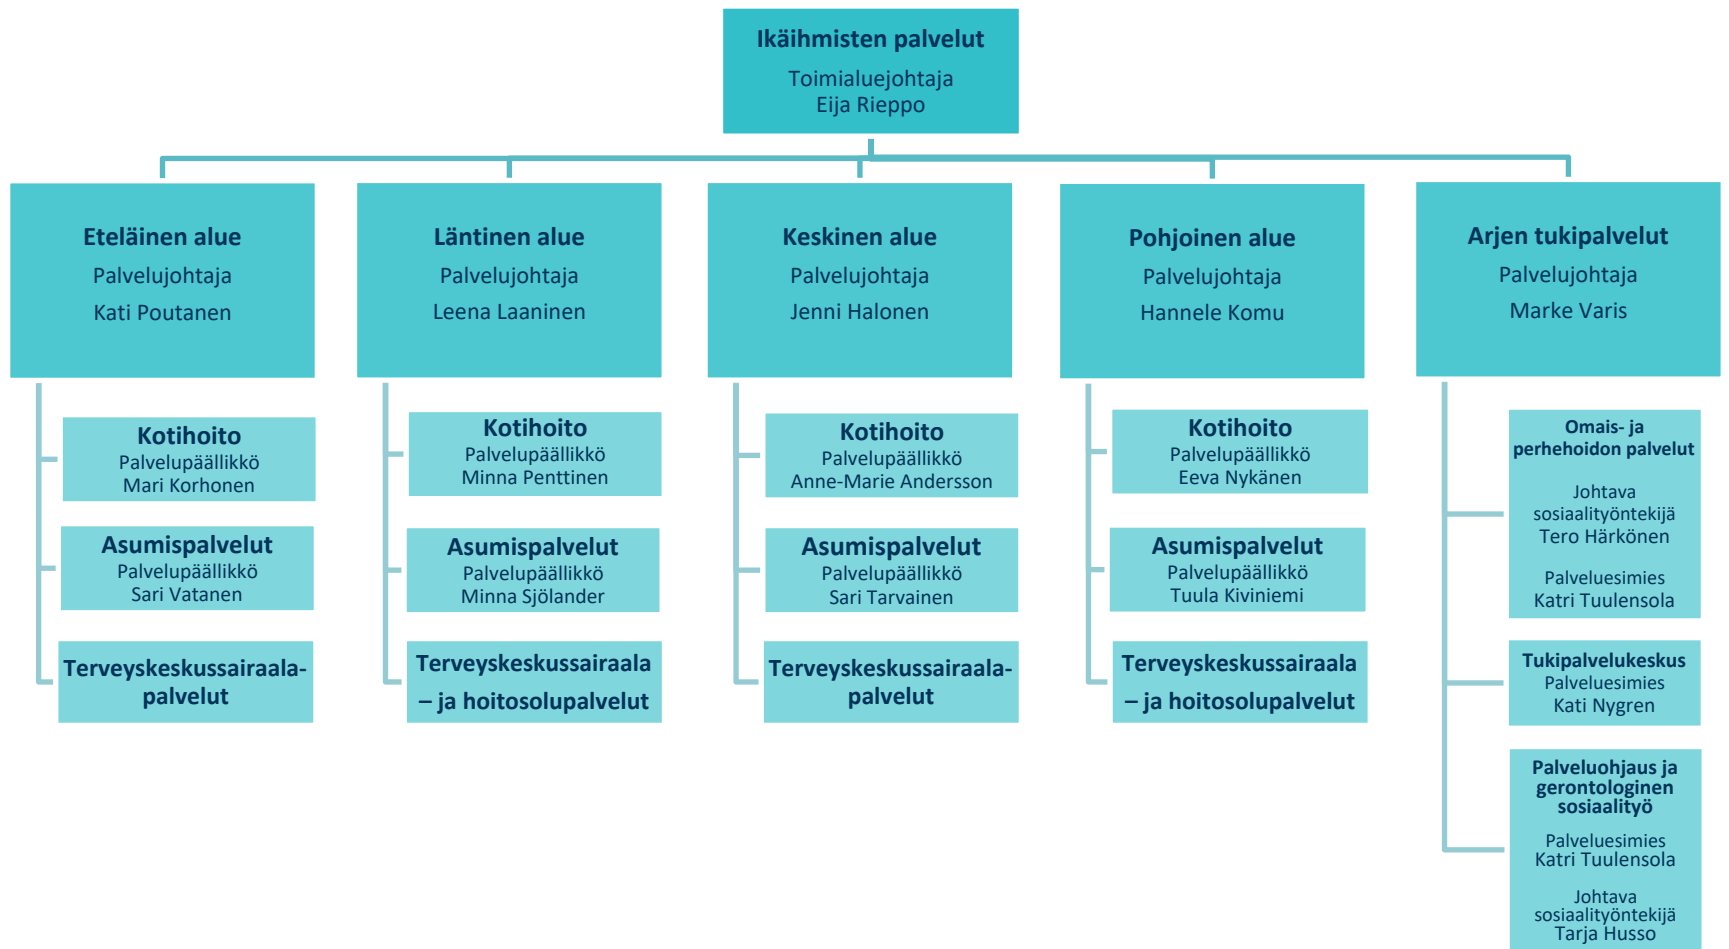 Ikäihmisten palvelut
Toimialuejohtaja
Eija Rieppo
Eteläinen alue
Palvelujohtaja
Kati Poutanen
Kotihoito
Palvelupäällikkö
Mari Korhonen
Asumispalvelut
Palvelupäällikkö
Sari Vatanen
Terveyskeskussairaala-
palvelut
Läntinen alue
Palvelujohtaja
Leena Laaninen
Kotihoito
Palvelupäällikkö
Minna Penttinen
Asumispalvelut
Palvelupäällikkö
Minna Sjölander
Terveyskeskussairaala
– ja hoitosolupalvelut
Keskinen alue
Palvelujohtaja
Jenni Halonen
Kotihoito
Palvelupäällikkö
Anne-Marie Andersson
Asumispalvelut
Palvelupäällikkö
Sari Tarvainen
Terveyskeskussairaala-
palvelut
Pohjoinen alue
Palvelujohtaja
Hannele Komu
Kotihoito
Palvelupäällikkö
Eeva Nykänen
Asumispalvelut
Palvelupäällikkö
Tuula Kiviniemi
Terveyskeskussairaala
– ja hoitosolupalvelut
Arjen tukipalvelut
Palvelujohtaja
Marke Varis
Omais- ja
perhehoidon palvelut
Johtava
sosiaalityöntekijä
Tero Härkönen
Palveluesimies
Katri Tuulensola
Tukipalvelukeskus
Palveluesimies
Kati Nygren
Palveluohjaus ja
gerontologinen
sosiaalityö
Palveluesimies
Katri Tuulensola
Johtava
sosiaalityöntekijä
Tarja Husso